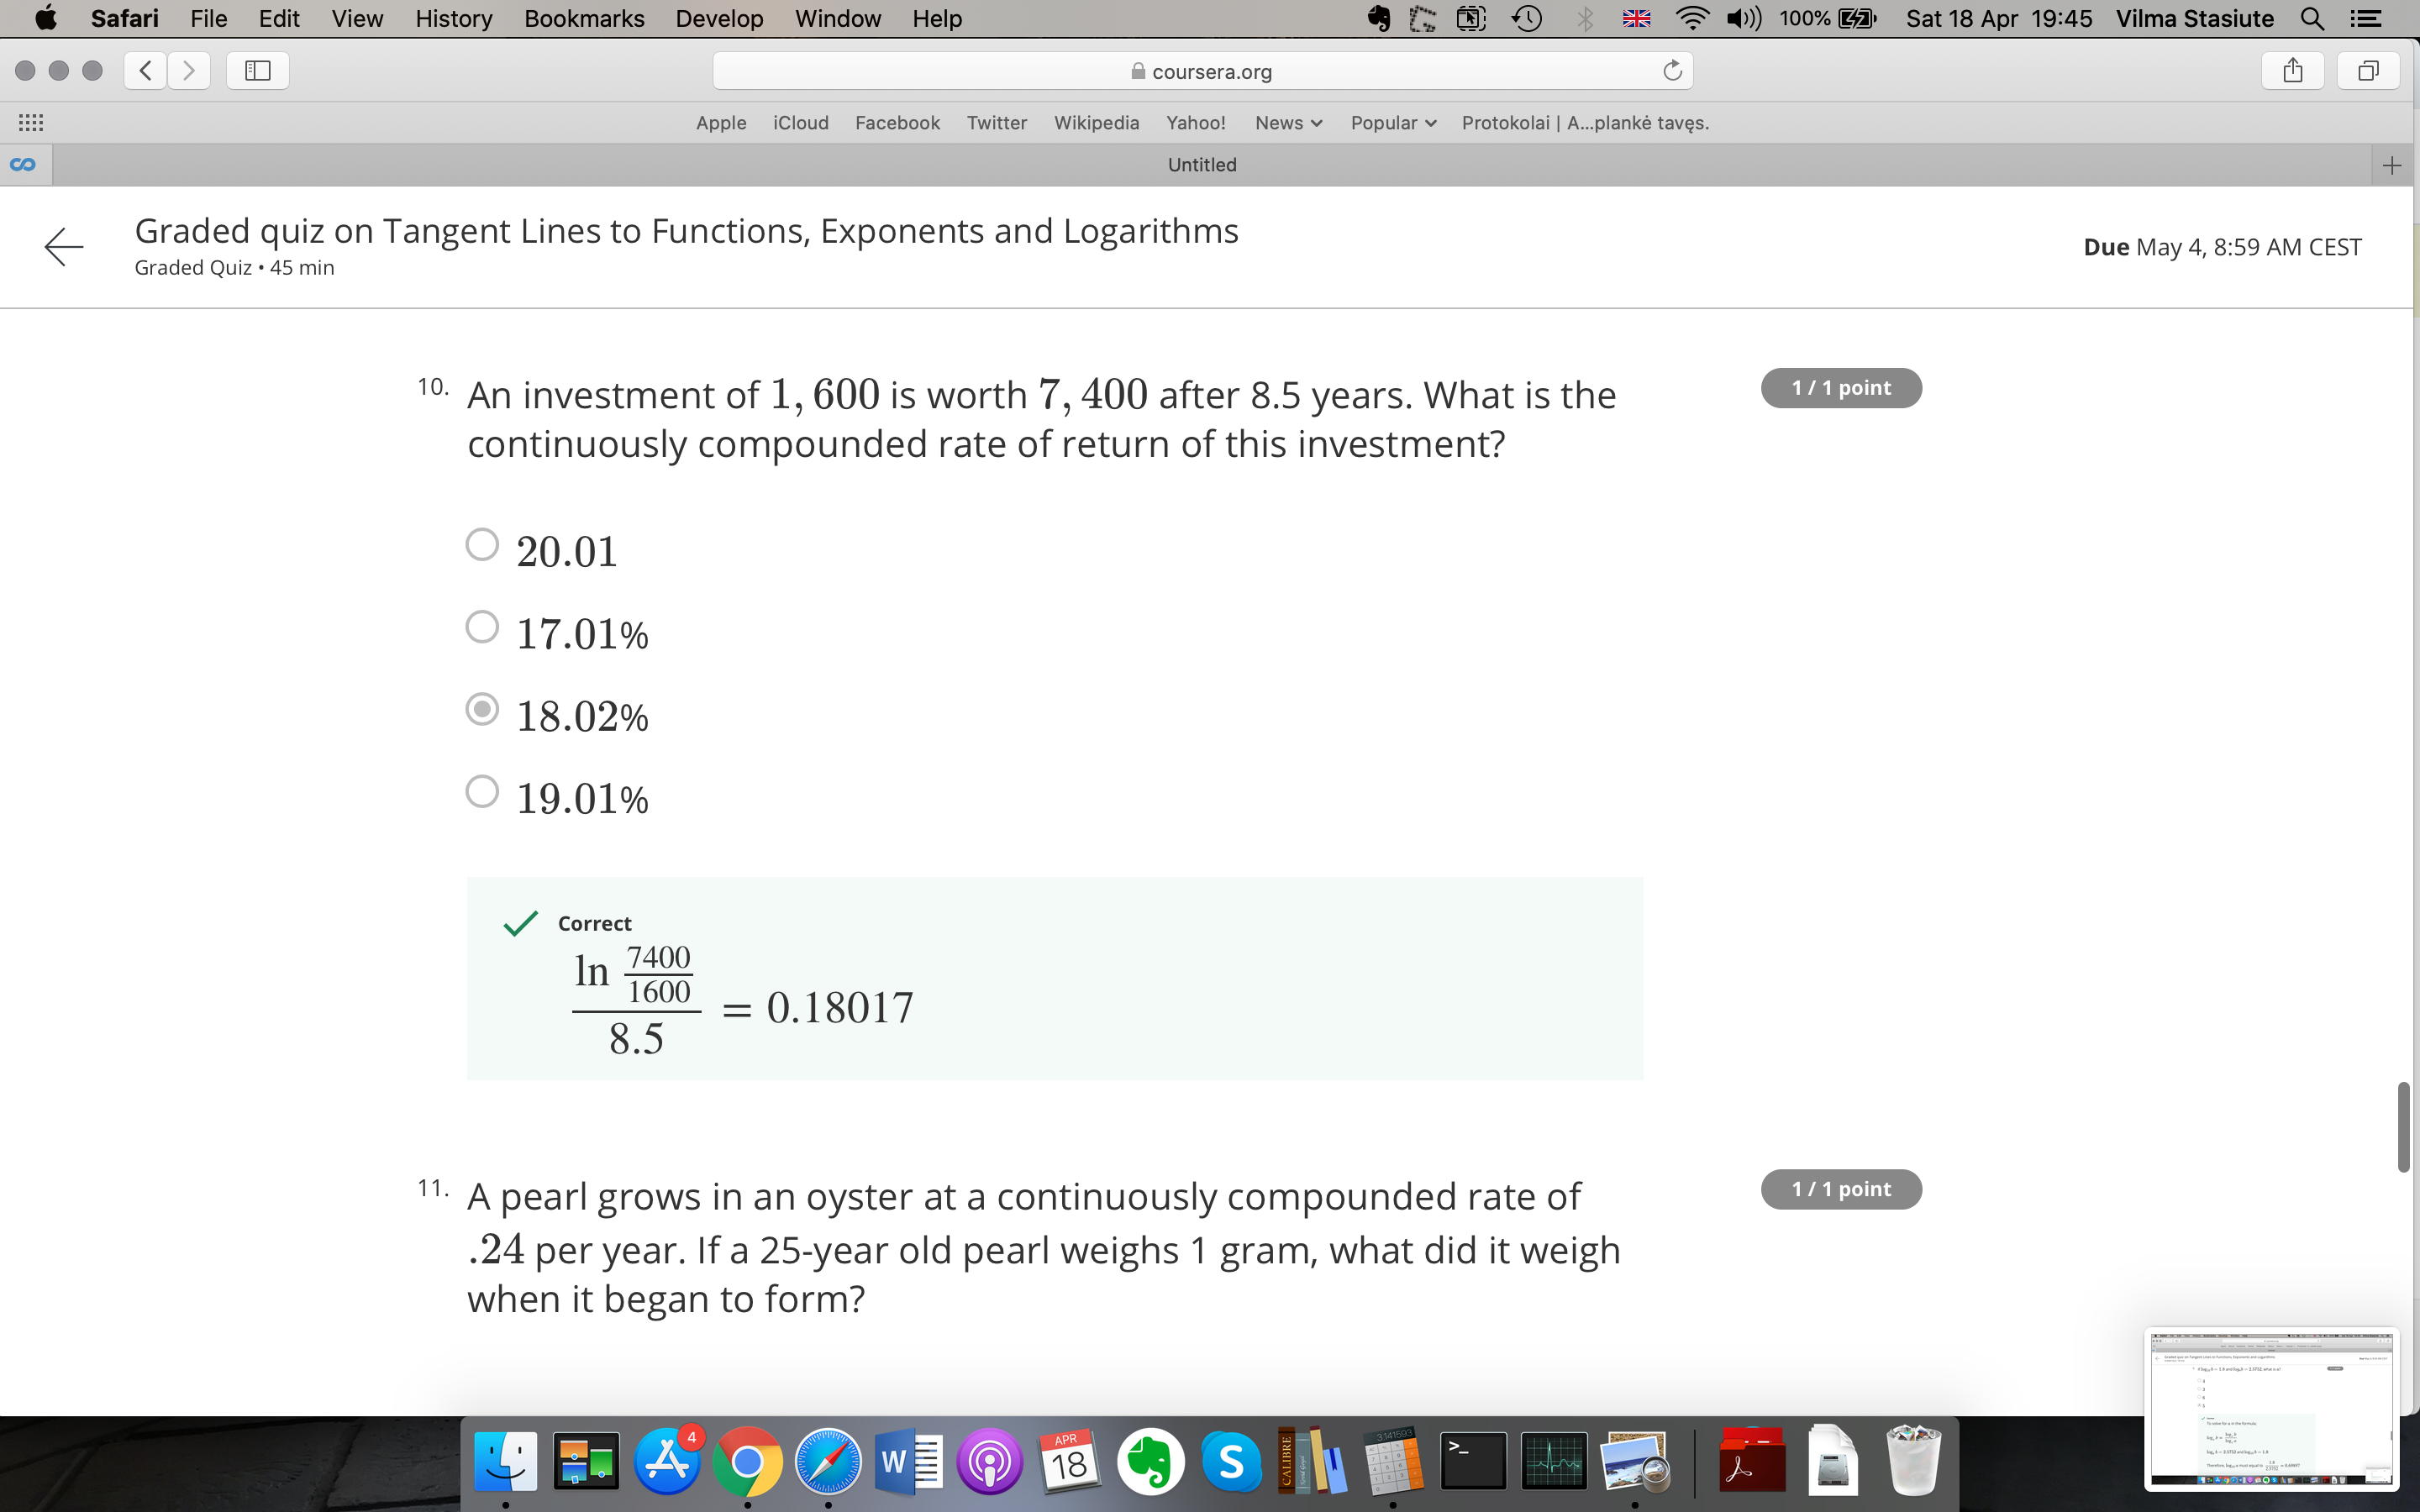 Safari File Edit View History Bookmarks Develop Window Help 100% Sat 18 Apr 19:45 Vilma Stasiute
coursera.org
Apple iCloud Facebook Twitter Wikipedia Yahoo! News Popular Protokolai | A...plankė tavęs.
Untitled
Graded quiz on Tangent Lines to Functions, Exponents and Logarithms
Graded Quiz • 45 min
Due May 4, 8:59 AM CEST
10. An investment of 1,600 is worth 7,400 after 8.5 years. What is the
continuously compounded rate of return of this investment?
1 / 1 point
20.01
17.01%
18.02%
19.01%
Correct
ln 7400/1600
8.5
= 0.18017
11. A pearl grows in an oyster at a continuously compounded rate of
.24 per year. If a 25-year old pearl weighs 1 gram, what did it weigh
when it began to form?
1 / 1 point
4
W
APR
18
S
CALIBRE
3.141593
>_